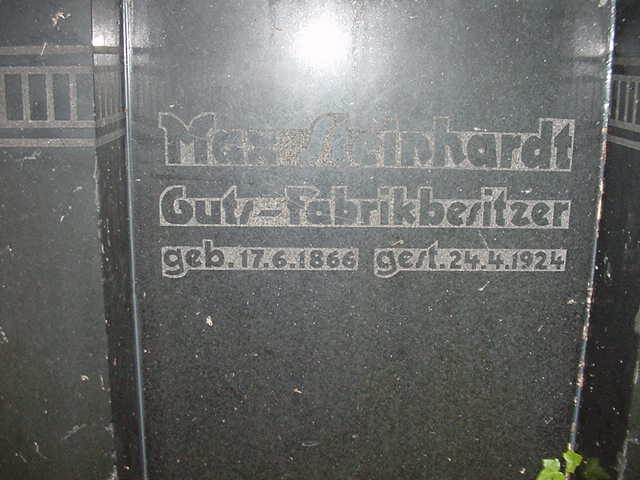 Max Steinhardt
Guts-Fabrikbesitzer
geb. 17.6.1866 gest. 24.4.1924